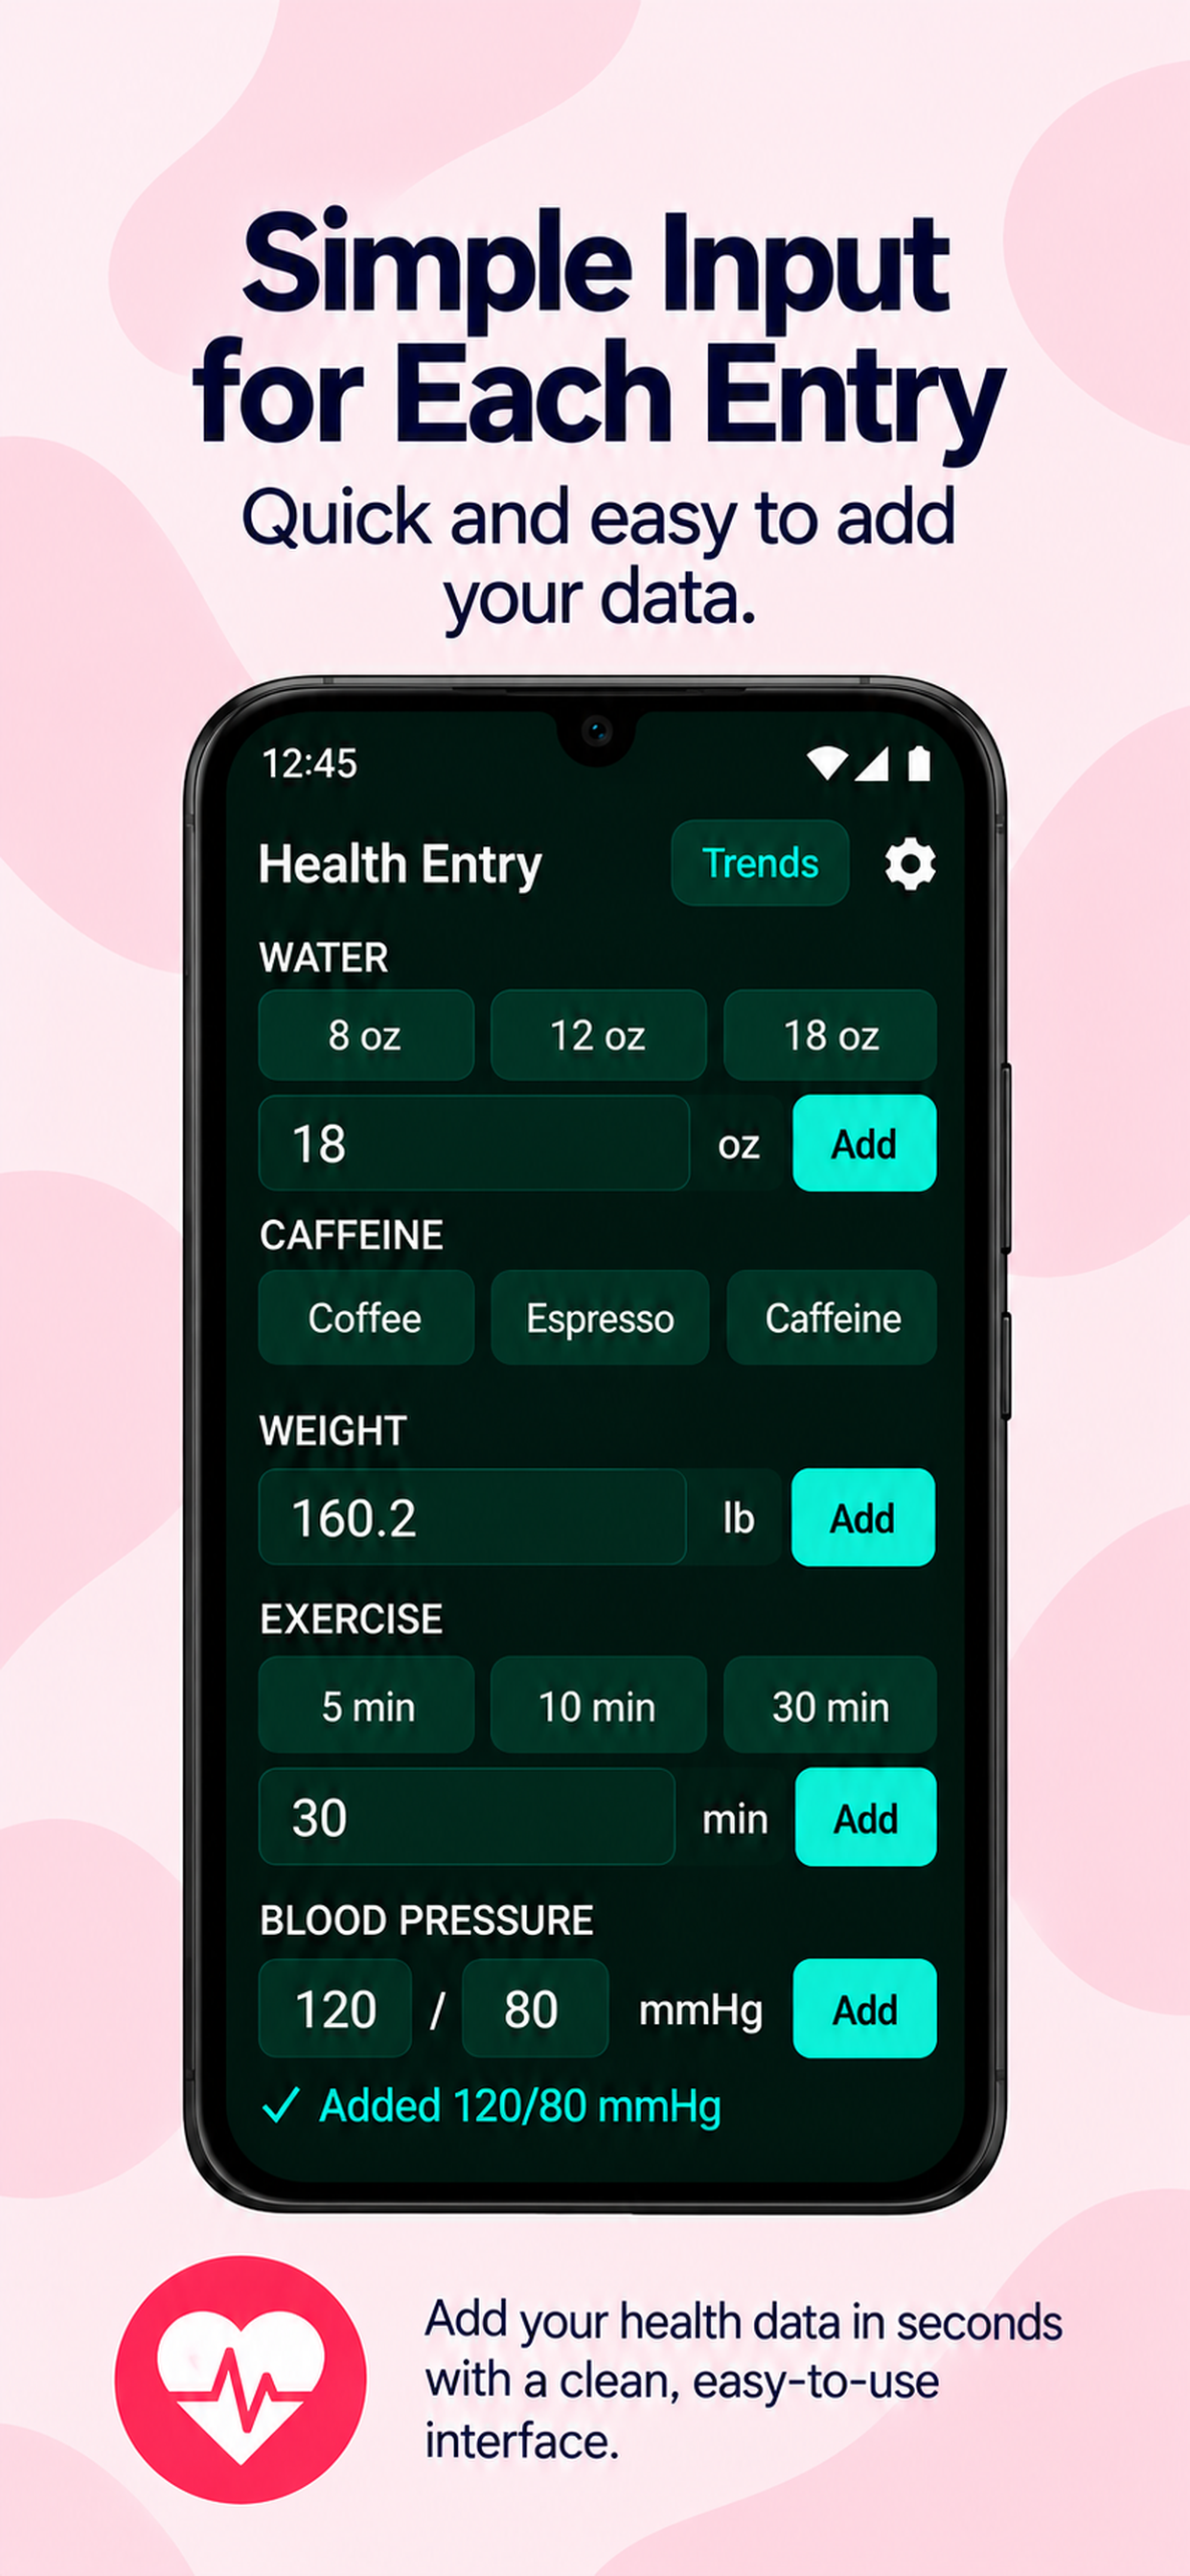 Simple Input
for Each Entry
Quick and easy to add
your data.
12:45
Health Entry Trends
WATER
8 oz 12 oz 18 oz
18 oz Add
CAFFEINE
Coffee Espresso Caffeine
WEIGHT
160.2 lb Add
EXERCISE
5 min 10 min 30 min
30 min Add
BLOOD PRESSURE
120 / 80 mmHg Add
✓ Added 120/80 mmHg
Add your health data in seconds
with a clean, easy-to-use
interface.